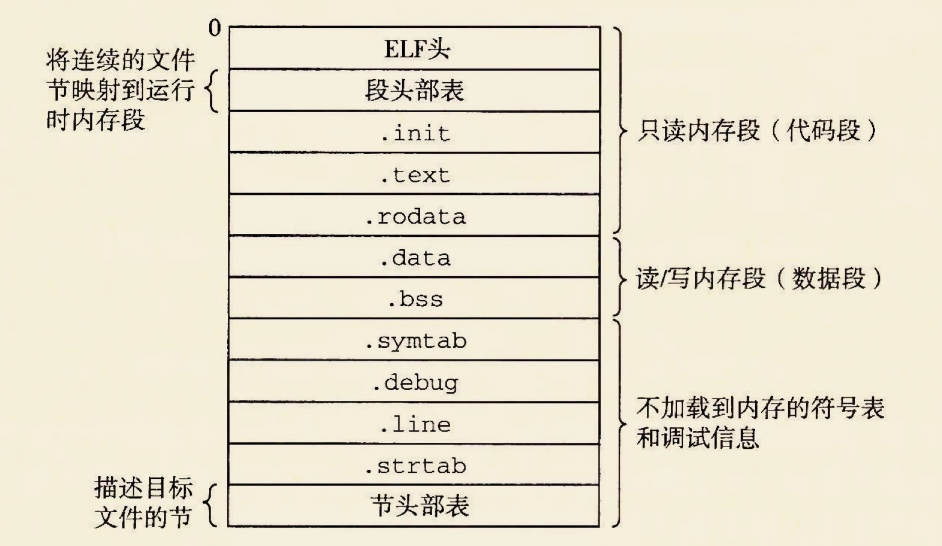 0
ELF头
将连续的文件
节映射到运行
时内存段
段头部表
.init
.text
.rodata
只读内存段（代码段）
.data
.bss
读/写内存段（数据段）
.symtab
.debug
.line
.strtab
不加载到内存的符号表
和调试信息
描述目标
文件的节
节头部表